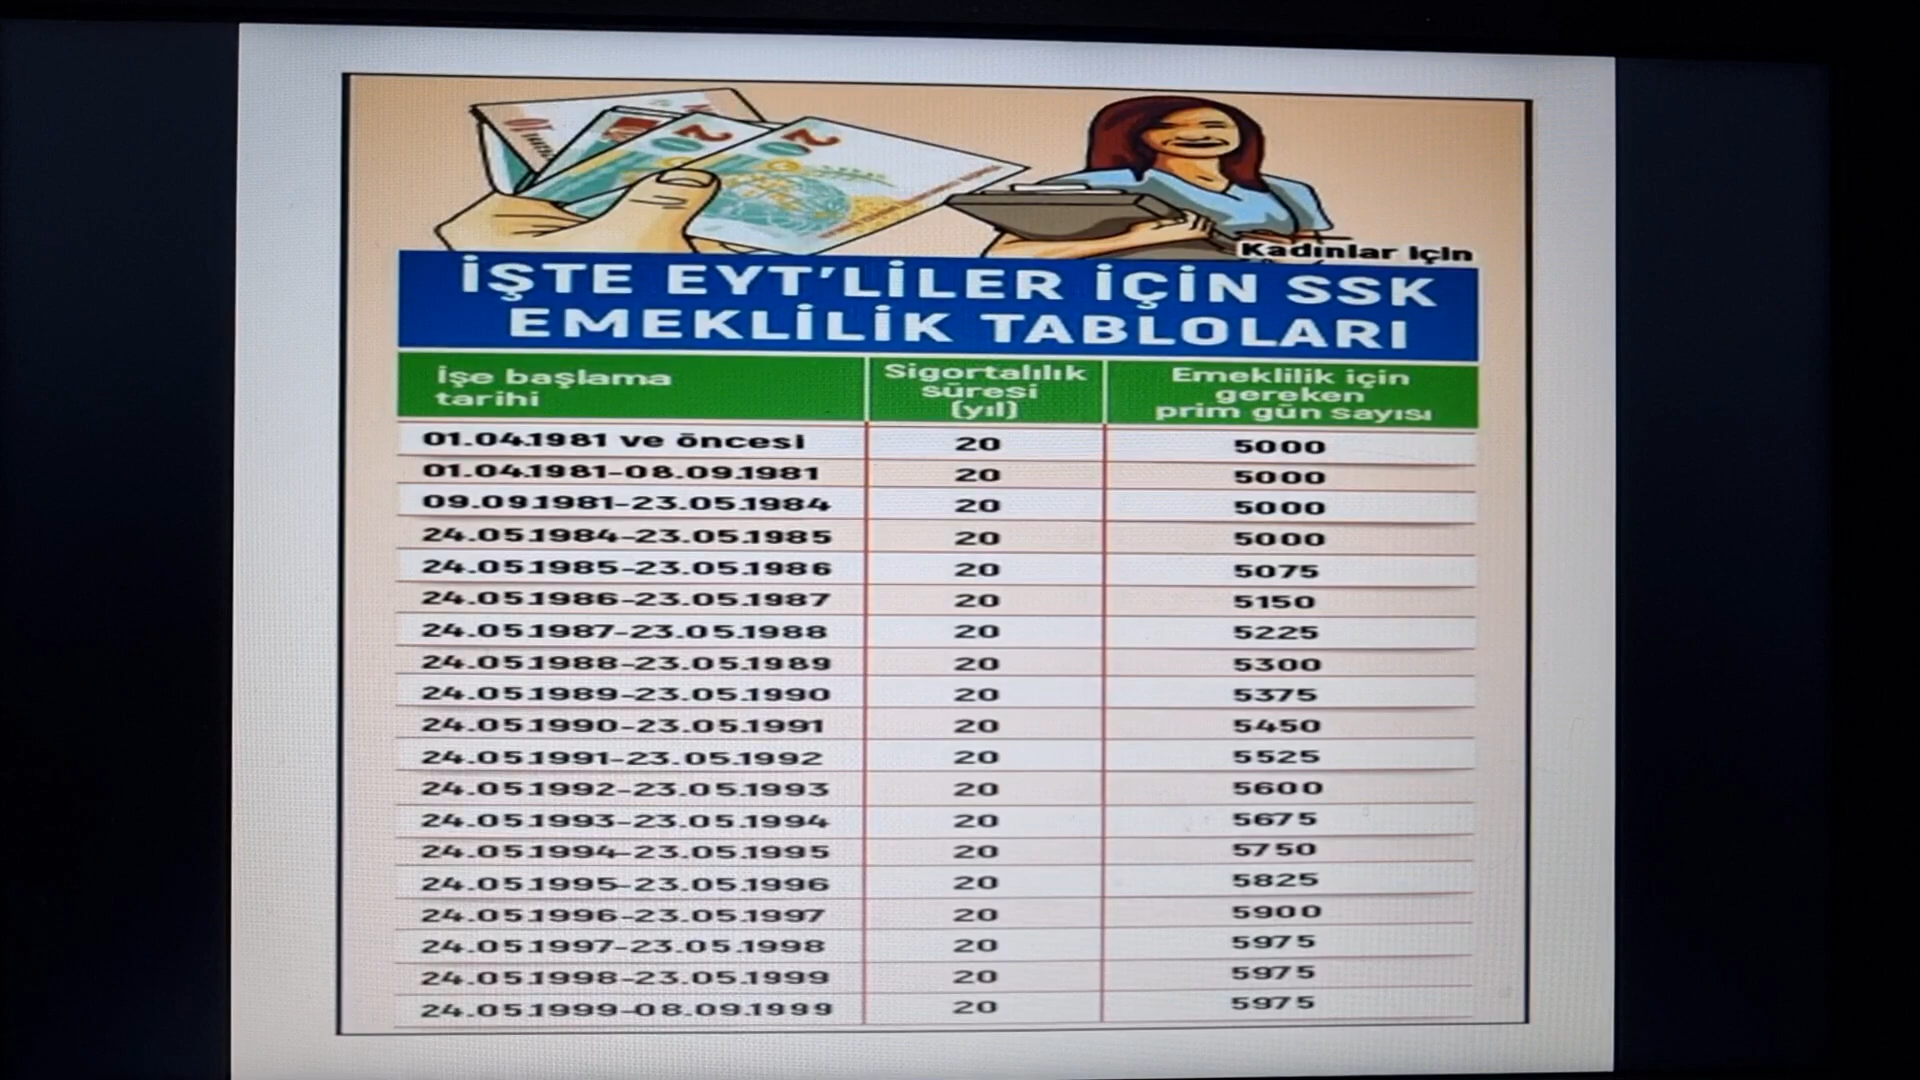 Kadınlar için
İŞTE EYT'LİLER İÇİN SSK
EMEKLİLİK TABLOLARI
İşe başlama
tarihi
Sigortalılık
süresi
(yıl)
Emeklilik için
gereken
prim gün sayısı
01.04.1981 ve öncesi 20 5000
01.04.1981-08.09.1981 20 5000
09.09.1981-23.05.1984 20 5000
24.05.1984-23.05.1985 20 5000
24.05.1985-23.05.1986 20 5075
24.05.1986-23.05.1987 20 5150
24.05.1987-23.05.1988 20 5225
24.05.1988-23.05.1989 20 5300
24.05.1989-23.05.1990 20 5375
24.05.1990-23.05.1991 20 5450
24.05.1991-23.05.1992 20 5525
24.05.1992-23.05.1993 20 5600
24.05.1993-23.05.1994 20 5675
24.05.1994-23.05.1995 20 5750
24.05.1995-23.05.1996 20 5825
24.05.1996-23.05.1997 20 5900
24.05.1997-23.05.1998 20 5975
24.05.1998-23.05.1999 20 5975
24.05.1999-08.09.1999 20 5975